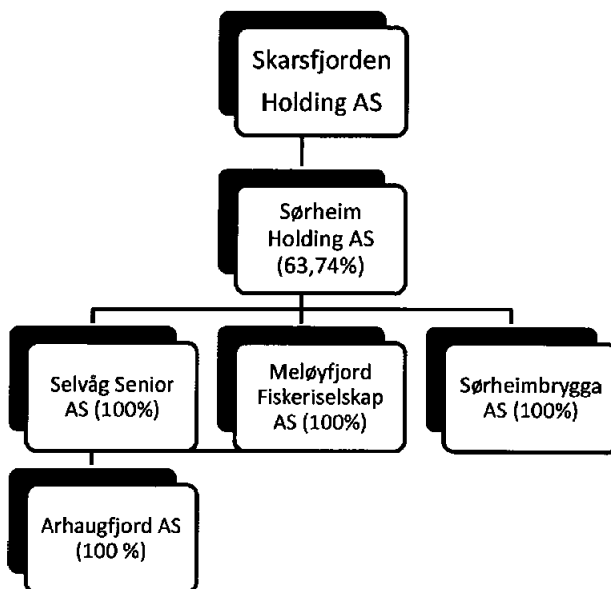 Skarsfjorden
Holding AS
Sørheim
Holding AS
(63,74%)
Selvåg Senior
AS (100%)
Meløyfjord
Fiskeriselskap
AS (100%)
Sørheimbrygga
AS (100%)
Arhaugfjord AS
(100 %)